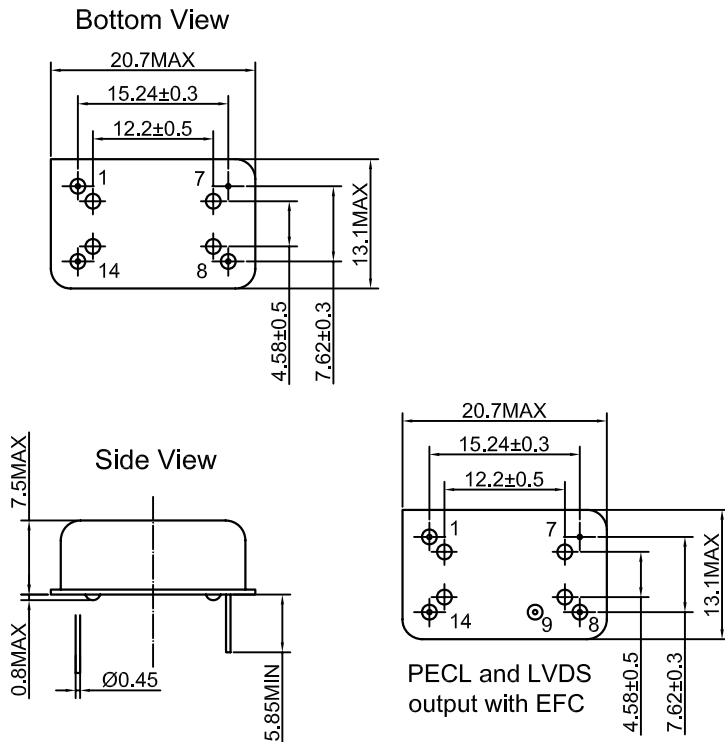 Bottom View
20.7MAX
15.24±0.3
12.2±0.5
1
7
14
8
13.1MAX
4.58±0.5
7.62±0.3
Side View
7.5MAX
0.8MAX
Ø0.45
5.85MIN
20.7MAX
15.24±0.3
12.2±0.5
1
7
14
9
8
13.1MAX
4.58±0.5
7.62±0.3
PECL and LVDS
output with EFC